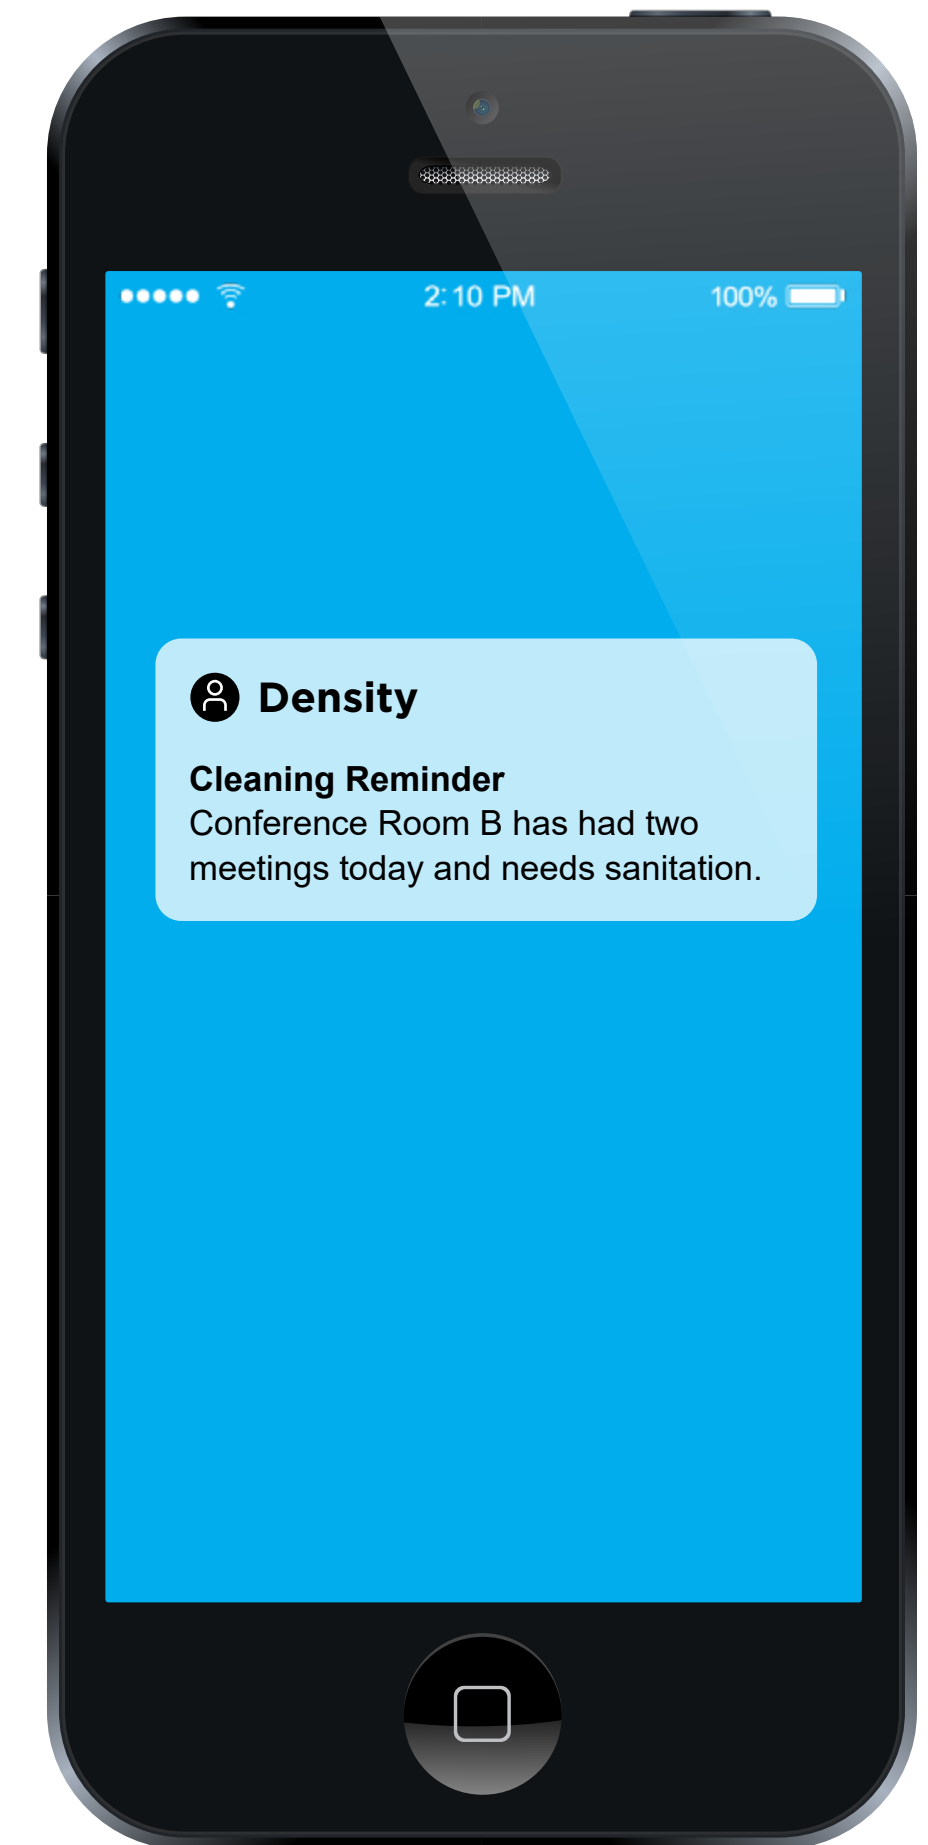 2:10 PM 100%
Density
Cleaning Reminder
Conference Room B has had two
meetings today and needs sanitation.